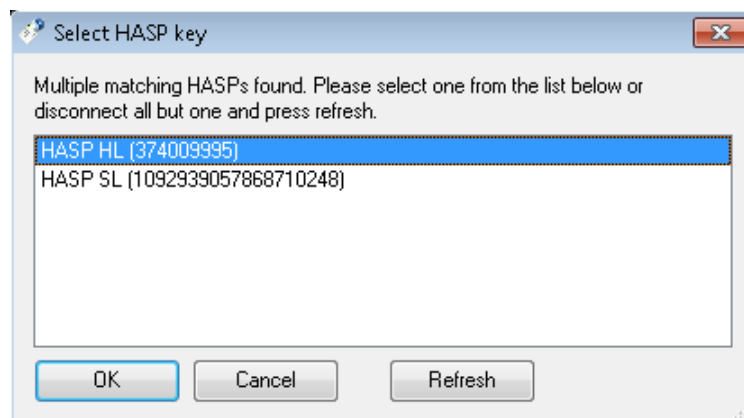 Select HASP key
Multiple matching HASPs found. Please select one from the list below or
disconnect all but one and press refresh.
HASP HL (374009995)
HASP SL (1092939057868710248)
OK Cancel Refresh